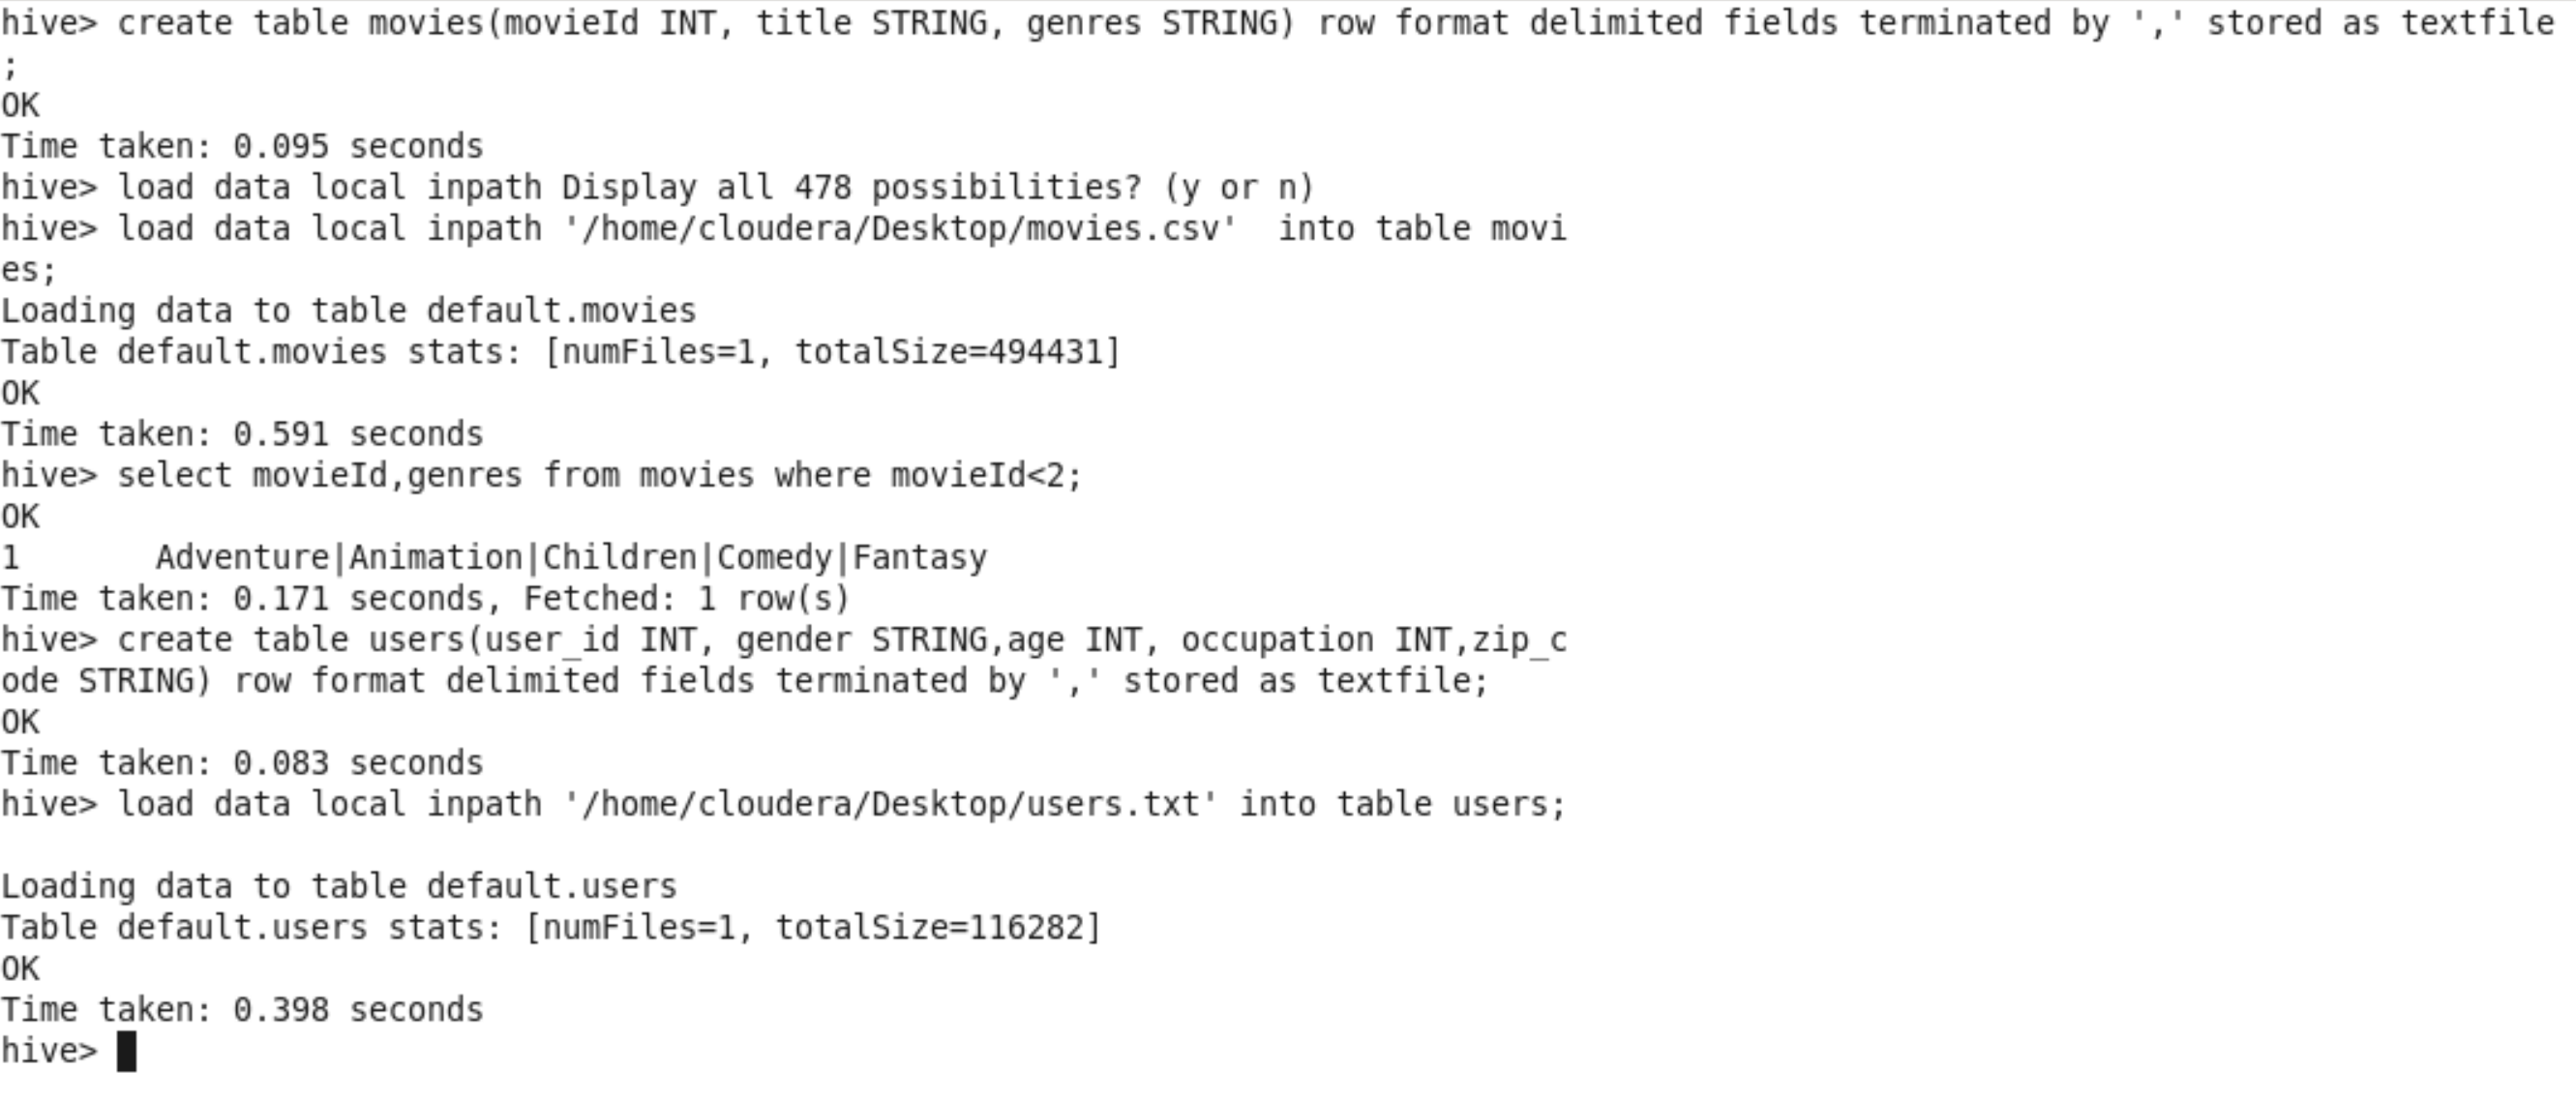 hive> create table movies(movieId INT, title STRING, genres STRING) row format delimited fields terminated by ',' stored as textfile
;
OK
Time taken: 0.095 seconds
hive> load data local inpath Display all 478 possibilities? (y or n)
hive> load data local inpath '/home/cloudera/Desktop/movies.csv'  into table movi
es;
Loading data to table default.movies
Table default.movies stats: [numFiles=1, totalSize=494431]
OK
Time taken: 0.591 seconds
hive> select movieId,genres from movies where movieId<2;
OK
1       Adventure|Animation|Children|Comedy|Fantasy
Time taken: 0.171 seconds, Fetched: 1 row(s)
hive> create table users(user_id INT, gender STRING,age INT, occupation INT,zip_c
ode STRING) row format delimited fields terminated by ',' stored as textfile;
OK
Time taken: 0.083 seconds
hive> load data local inpath '/home/cloudera/Desktop/users.txt' into table users;
Loading data to table default.users
Table default.users stats: [numFiles=1, totalSize=116282]
OK
Time taken: 0.398 seconds
hive>